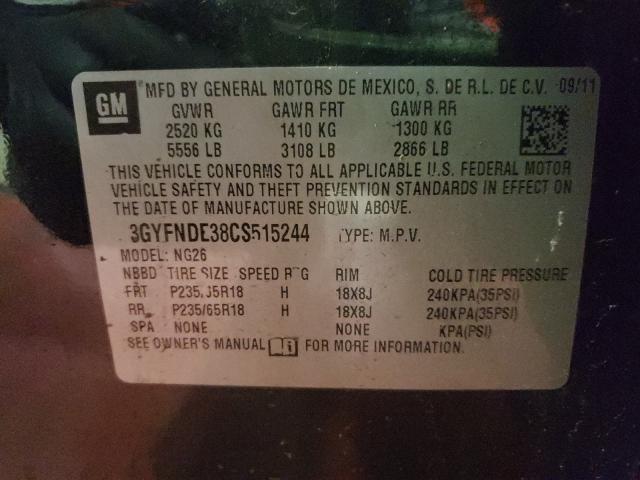 GM
MFD BY GENERAL MOTORS DE MEXICO, S. DE R.L. DE C.V. 09/11
GVWR GAWR FRT GAWR RR
2520 KG 1410 KG 1300 KG
5556 LB 3108 LB 2866 LB
THIS VEHICLE CONFORMS TO ALL APPLICABLE U.S. FEDERAL MOTOR
VEHICLE SAFETY AND THEFT PREVENTION STANDARDS IN EFFECT ON
THE DATE OF MANUFACTURE SHOWN ABOVE.
3GYFNDE38CS515244 TYPE: M.P.V.
MODEL: NG26
NBBD TIRE SIZE SPEED RTG RIM COLD TIRE PRESSURE
FRT P235/65R18 H 18X8J 240KPA(35PSI)
RR P235/65R18 H 18X8J 240KPA(35PSI)
SPA NONE NONE KPA(PSI)
SEE OWNER'S MANUAL FOR MORE INFORMATION.